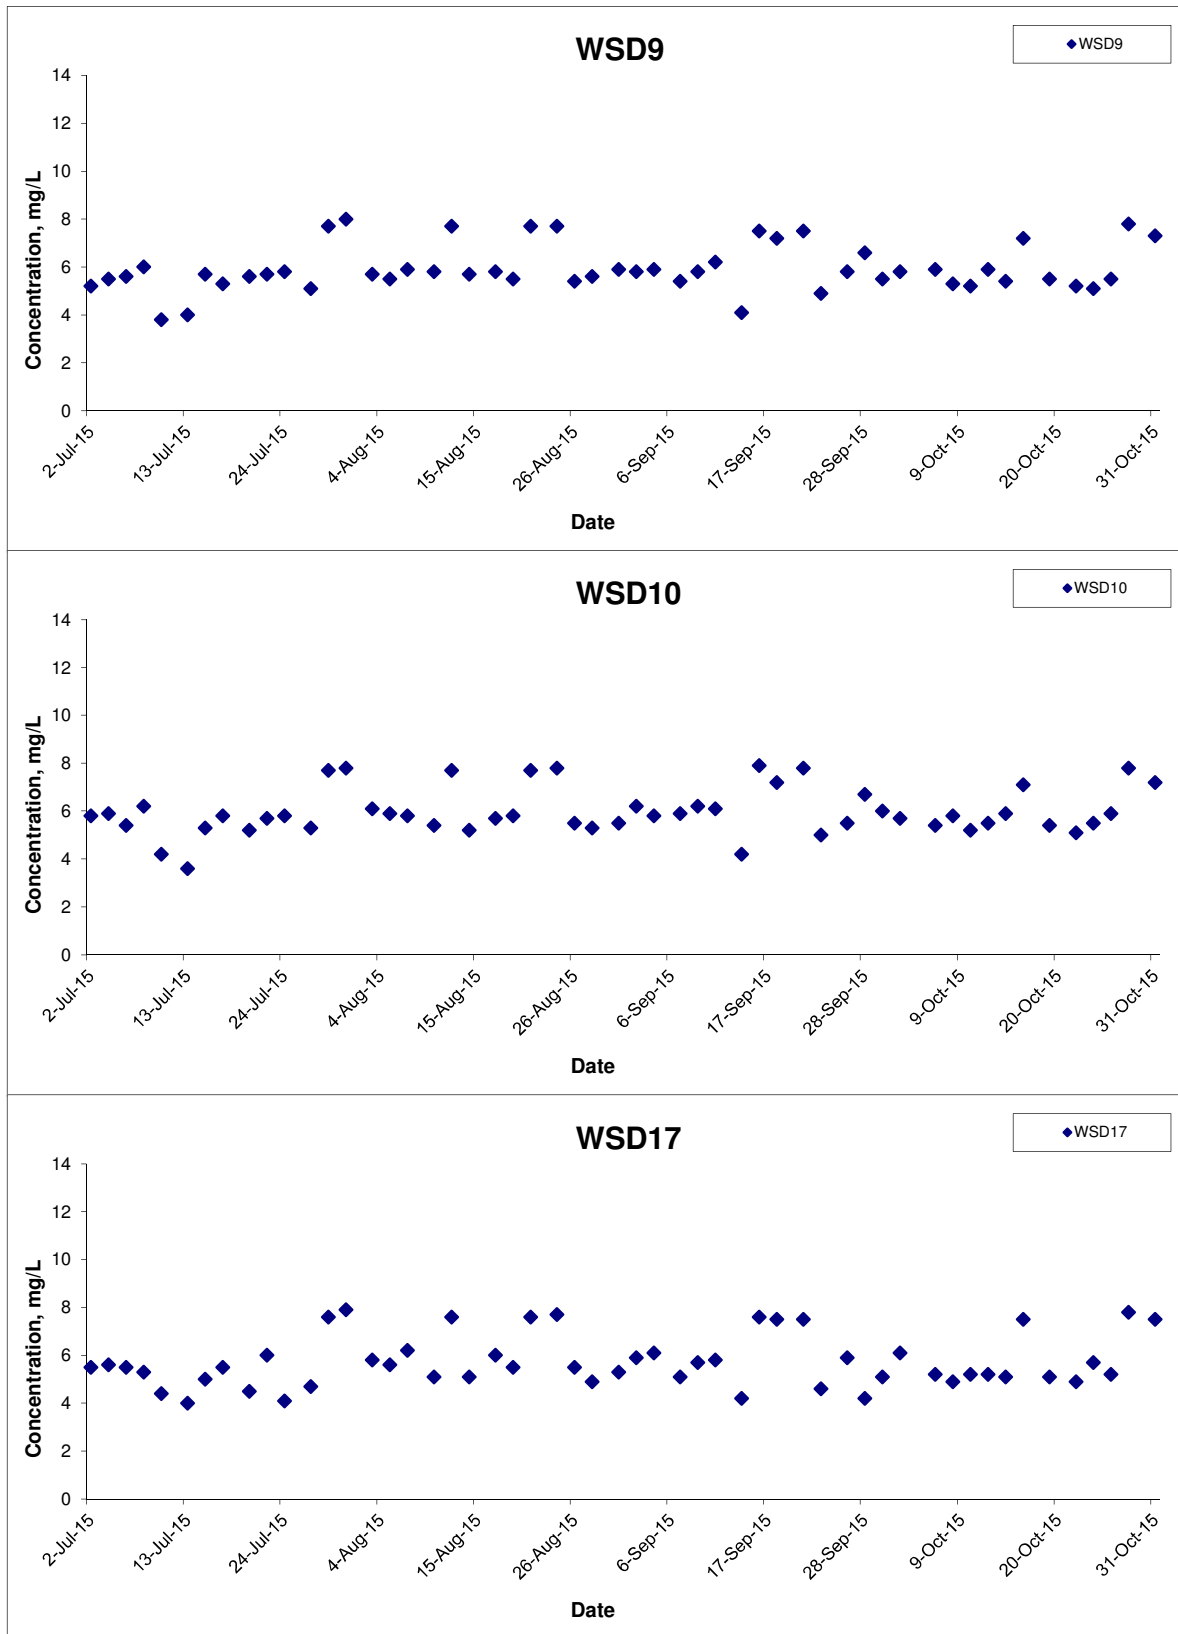 WSD9
WSD9
14
12
10
8
6
4
2
0
Concentration, mg/L
2-Jul-15
13-Jul-15
24-Jul-15
4-Aug-15
15-Aug-15
26-Aug-15
6-Sep-15
17-Sep-15
28-Sep-15
9-Oct-15
20-Oct-15
31-Oct-15
Date
WSD10
WSD10
14
12
10
8
6
4
2
0
Concentration, mg/L
2-Jul-15
13-Jul-15
24-Jul-15
4-Aug-15
15-Aug-15
26-Aug-15
6-Sep-15
17-Sep-15
28-Sep-15
9-Oct-15
20-Oct-15
31-Oct-15
Date
WSD17
WSD17
14
12
10
8
6
4
2
0
Concentration, mg/L
2-Jul-15
13-Jul-15
24-Jul-15
4-Aug-15
15-Aug-15
26-Aug-15
6-Sep-15
17-Sep-15
28-Sep-15
9-Oct-15
20-Oct-15
31-Oct-15
Date